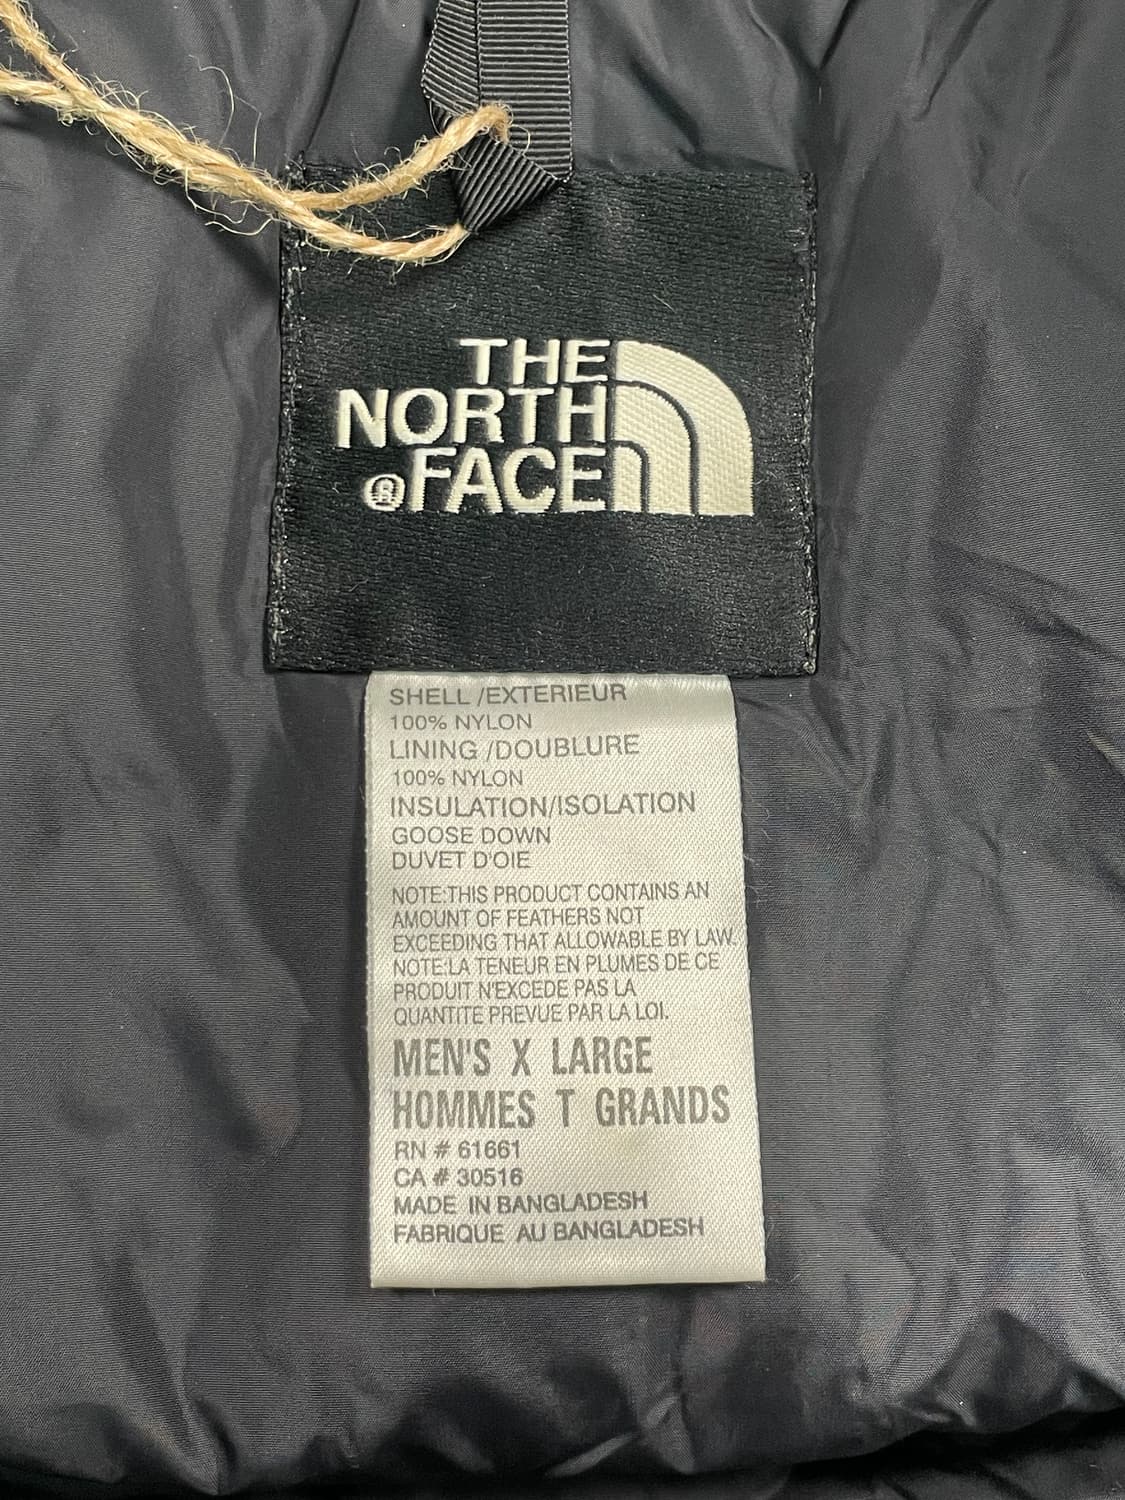 THE
NORTH
®FACE
SHELL /EXTERIEUR
100% NYLON
LINING /DOUBLURE
100% NYLON
INSULATION/ISOLATION
GOOSE DOWN
DUVET D'OIE
NOTE:THIS PRODUCT CONTAINS AN
AMOUNT OF FEATHERS NOT
EXCEEDING THAT ALLOWABLE BY LAW.
NOTE:LA TENEUR EN PLUMES DE CE
PRODUIT N'EXCEDE PAS LA
QUANTITE PREVUE PAR LA LOI.
MEN'S X LARGE
HOMMES T GRANDS
RN # 61661
CA # 30516
MADE IN BANGLADESH
FABRIQUE AU BANGLADESH